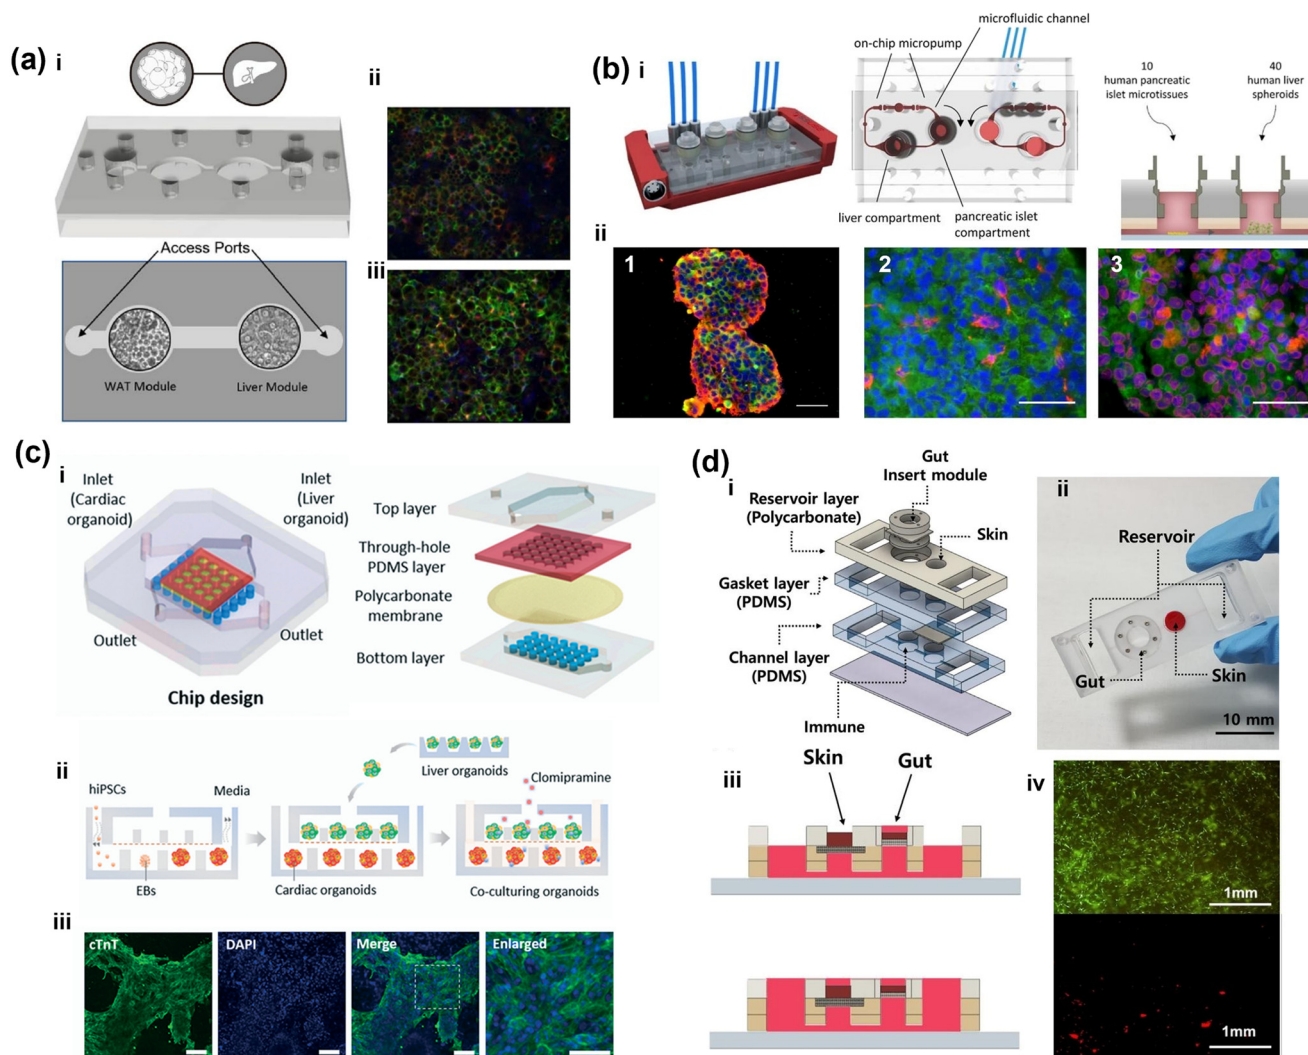 (a) i
ii
iii
Access Ports
WAT Module
Liver Module
(b) i
microfluidic channel
on-chip micropump
liver compartment
pancreatic islet
compartment
10
human pancreatic
islet microtissues
40
human liver
spheroids
ii
1
2
3
(c)
i
Inlet
(Cardiac
organoid)
Inlet
(Liver
organoid)
Outlet
Outlet
Chip design
Top layer
Through-hole
PDMS layer
Polycarbonate
membrane
Bottom layer
ii
hiPSCs
Media
EBs
Liver organoids
Cardiac organoids
Clomipramine
Co-culturing organoids
iii
cTnT
DAPI
Merge
Enlarged
(d)
i
Gut
Insert module
Reservoir layer
(Polycarbonate)
Skin
Gasket layer
(PDMS)
Channel layer
(PDMS)
Immune
ii
Reservoir
Gut
Skin
10 mm
iii
Skin
Gut
iv
1mm
1mm